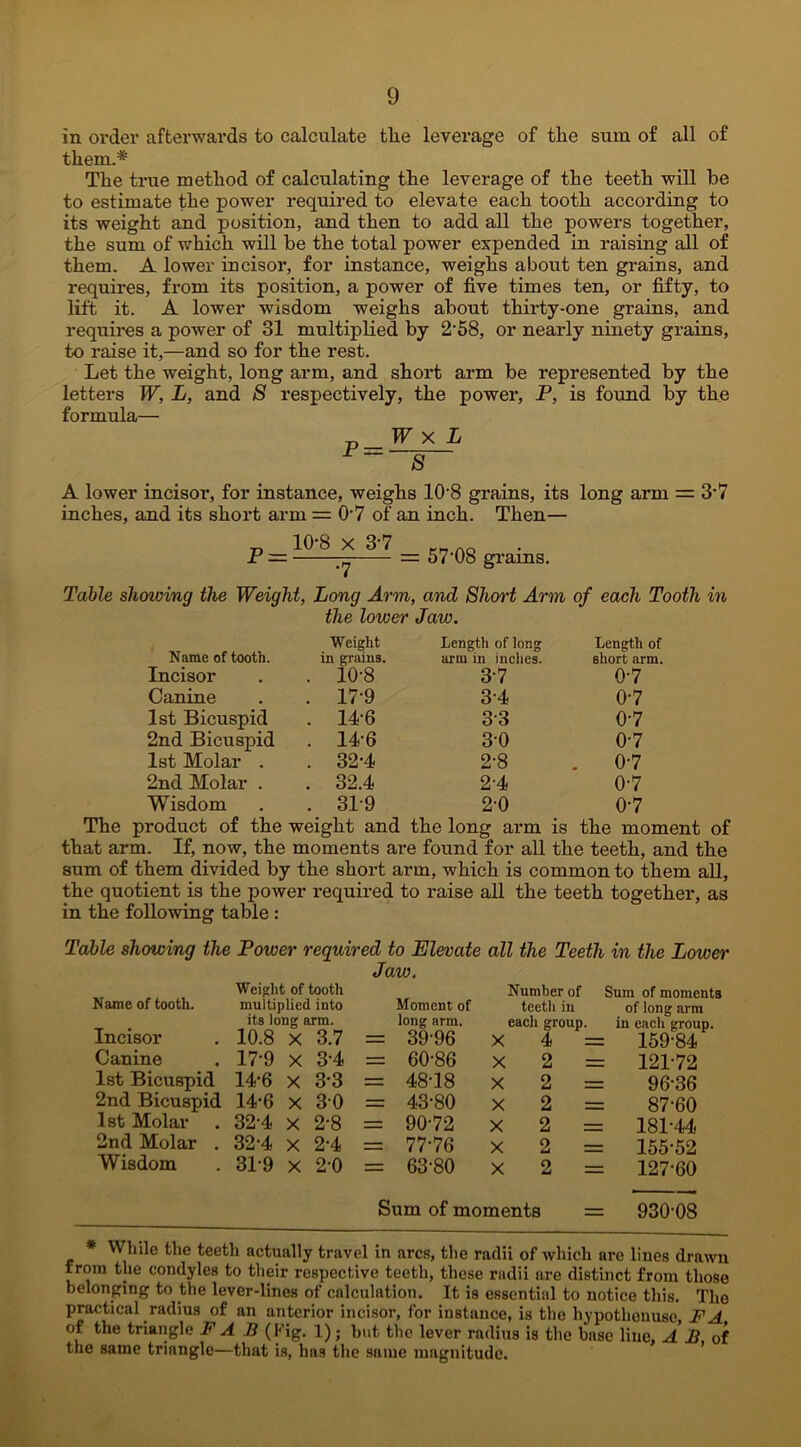 9
in order afterwards to calculate the leverage of the sum of all of
them.*
The true method of calculating the leverage of the teeth will be
to estimate the power required to elevate each tooth according to
its weight and position, and then to add all the powers together,
the sum of which will be the total power expended in raising all of
them. A lower incisor, for instance, weighs about ten grains, and
requires, from its position, a power of five times ten, or fifty, to
lift it. A lower wisdom weighs about thirty-one grains, and
requires a power of 31 multiplied by 2·58, or nearly ninety grains,
to raise it,—and so for the rest.
Let the weight, long arm, and short arm be represented by the
letters W, L, and S respectively, the power, P, is found by the
formula—
P = W × L / S
A lower incisor, for instance, weighs 10·8 grains, its long arm = 3·7
inches, and its short arm = 0·7 of an inch. Then—
P = 10·8 × 3·7 / ·7 = 57·08 grains.
Table showing the Weight, Long Arm, and Short Arm of each Tooth in
the lower Jaw.
Name of tooth. Weight in grains. Length of long arm in inches. Length of short arm.
Incisor . . 10·8 3·7 0·7
Canine . . 17·9 3·4 0·7
1st Bicuspid . 14·6 3·3 0·7
2nd Bicuspid . 14·6 3·0 0·7
1st Molar . . 32·4 2·8 . 0·7
2nd Molar . . 32.4 2·4 0·7
Wisdom . . 31·9 2·0 0·7
The product of the weight and the long arm is the moment of
that arm. If, now, the moments are found for all the teeth, and the
sum of them divided by the short arm, which is common to them all,
the quotient is the power required to raise all the teeth together, as
in the following table :
Table showing the Power required to Elevate all the Teeth in the Lower
Jaw.
Name of tooth. Weight of tooth multiplied into its long arm. Moment of long arm. Number of teeth in each group. Sum of moments of long arm in each group.
Incisor . 10.8 × 3.7 = 39·96 × 4 = 159·84
Canine . 17·9 × 3·4 = 60·86 × 2 = 121·72
1st Bicuspid 14·6 × 3·3 = 48·18 × 2 = 96·36
2nd Bicuspid 14·6 × 3·0 = 43·80 × 2 = 87·60
1st Molar . 32·4 × 2·8 = 90·72 × 2 = 181·44
2nd Molar . 32·4 × 2·4 = 77·76 × 2 = 155·52
Wisdom . 31·9 × 2·0 = 63·80 × 2 = 127·60
Sum of moments = 930·08
* While the teeth actually travel in arcs, the radii of which are lines drawn
from the condyles to their respective teeth, these radii are distinct from those
belonging to the lever-lines of calculation. It is essential to notice this. The
practical radius of an anterior incisor, for instance, is the hypothenuse, F A,
of the triangle F A B (Fig. 1); but the lever radius is the base line, A B, of
the same triangle—that is, has the same magnitude.